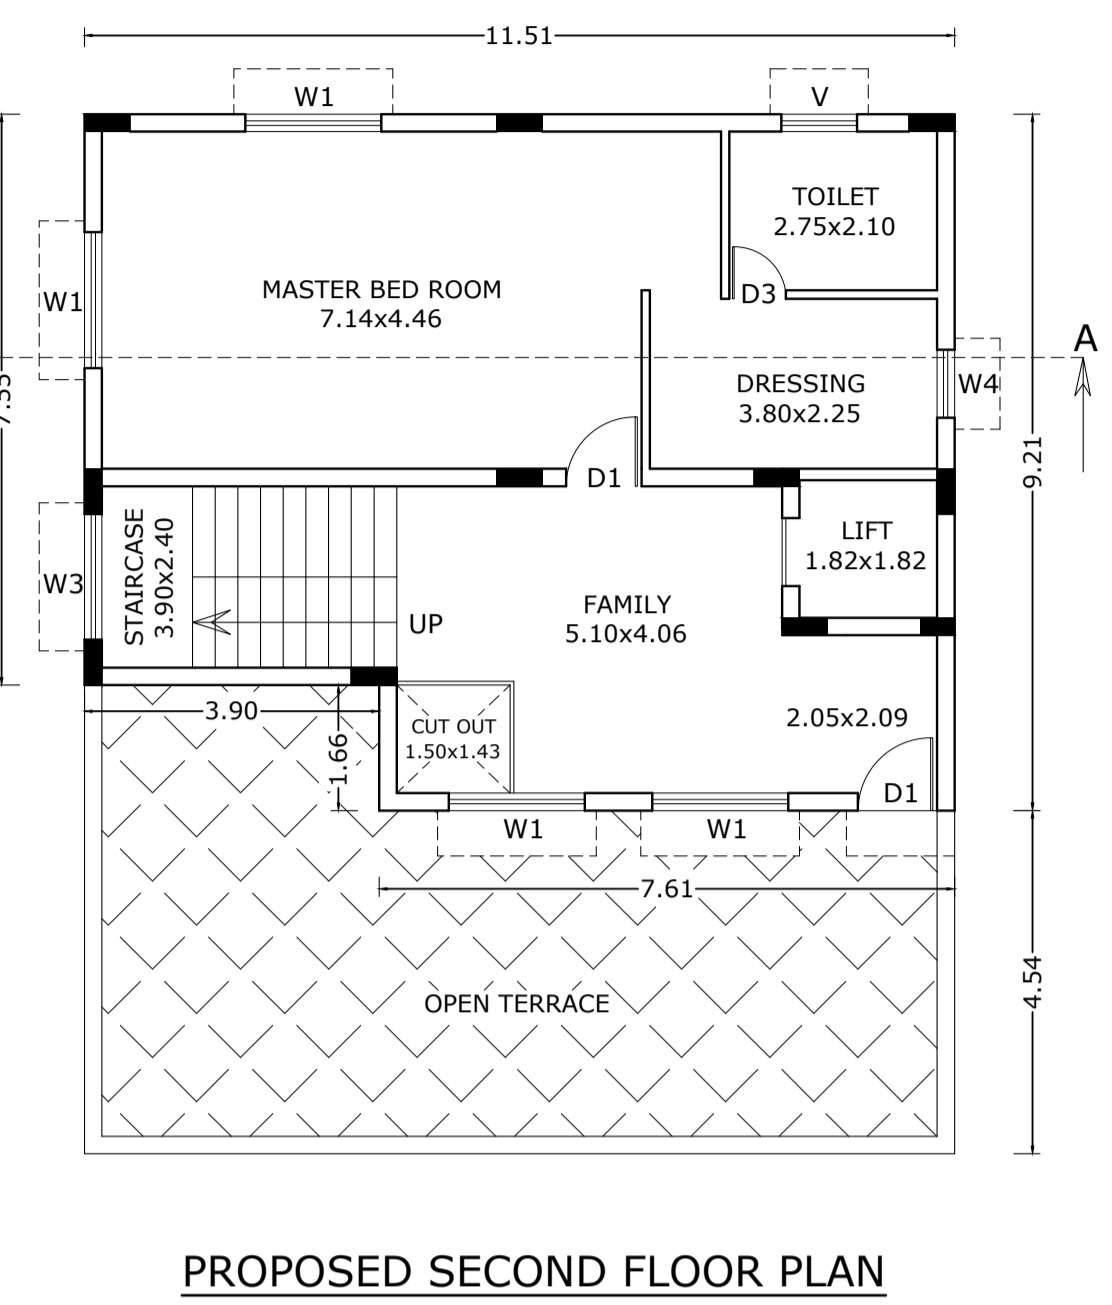 11.51
W1
V
TOILET
2.75x2.10
MASTER BED ROOM
7.14x4.46
W1
D3
A
DRESSING
3.80x2.25
W4
9.21
D1
STAIRCASE
3.90x2.40
LIFT
1.82x1.82
W3
FAMILY
5.10x4.06
UP
3.90
1.66
CUT OUT
1.50x1.43
2.05x2.09
D1
W1
W1
7.61
4.54
OPEN TERRACE
PROPOSED SECOND FLOOR PLAN